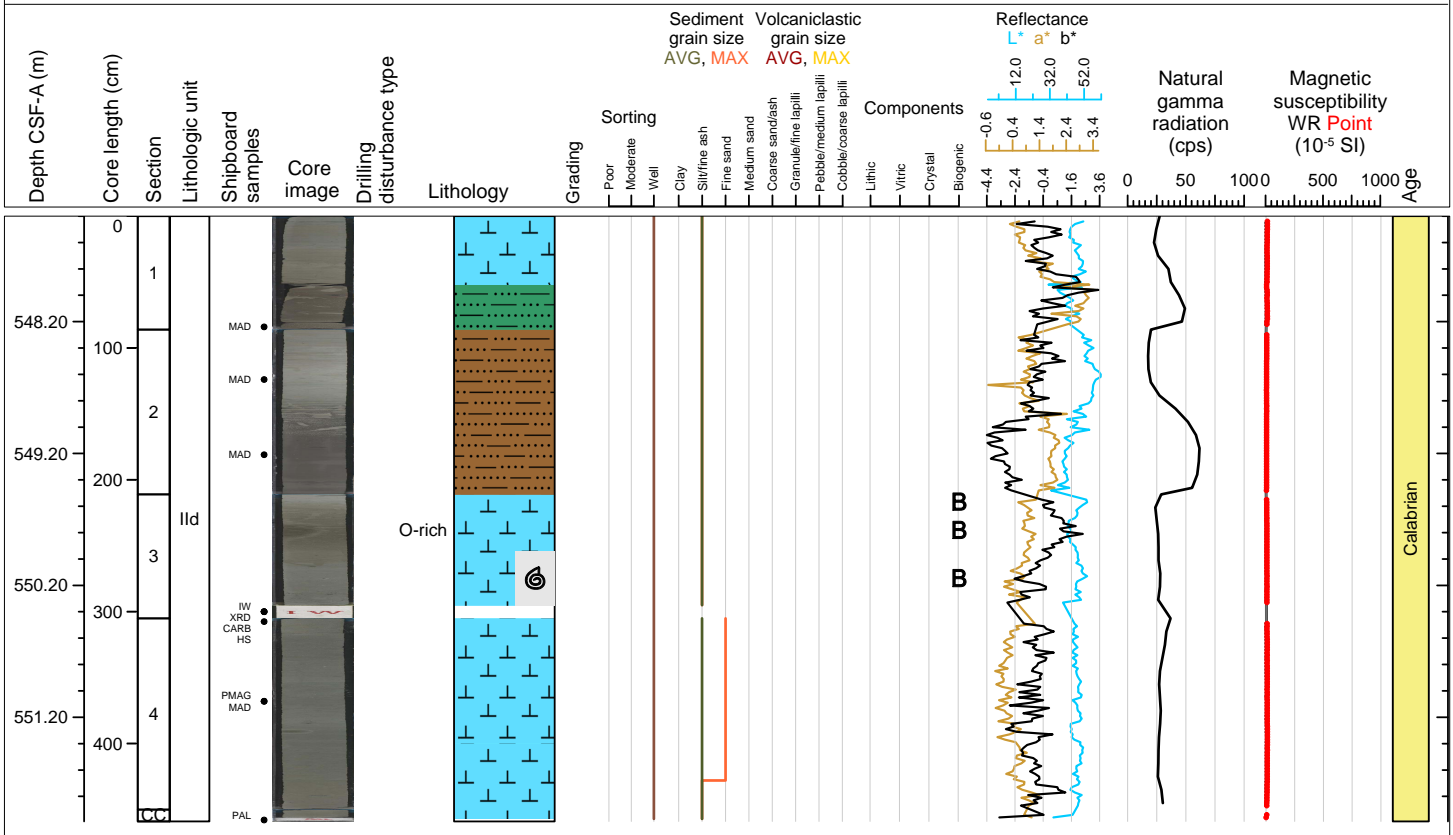 Sediment grain size
AVG, MAX
Volcaniclastic grain size
AVG, MAX
Reflectance
L* a* b*
12.0 32.0 52.0
-0.6 0.4 1.4 2.4 3.4
-4.4 -2.4 -0.4 1.6 3.6
Depth CSF-A (m)
Core length (cm)
Section
Lithologic unit
Shipboard samples
Core image
Drilling disturbance type
Lithology
Grading
Sorting
Poor
Moderate
Well
Clay
Silt/fine ash
Fine sand
Medium sand
Coarse sand/ash
Granule/fine lapilli
Pebble/medium lapilli
Cobble/coarse lapilli
Components
Lithic
Vitric
Crystal
Biogenic
Natural gamma radiation (cps)
0 50 100
Magnetic susceptibility
WR Point
(10-5 SI)
0 500 1000
Age
0
1
548.20
MAD
100
MAD
2
549.20
MAD
200
IId
O-rich
B
B
B
3
550.20
300
IW
XRD
CARB
HS
I W
PMAG
MAD
551.20
4
400
CC
PAL
Calabrian